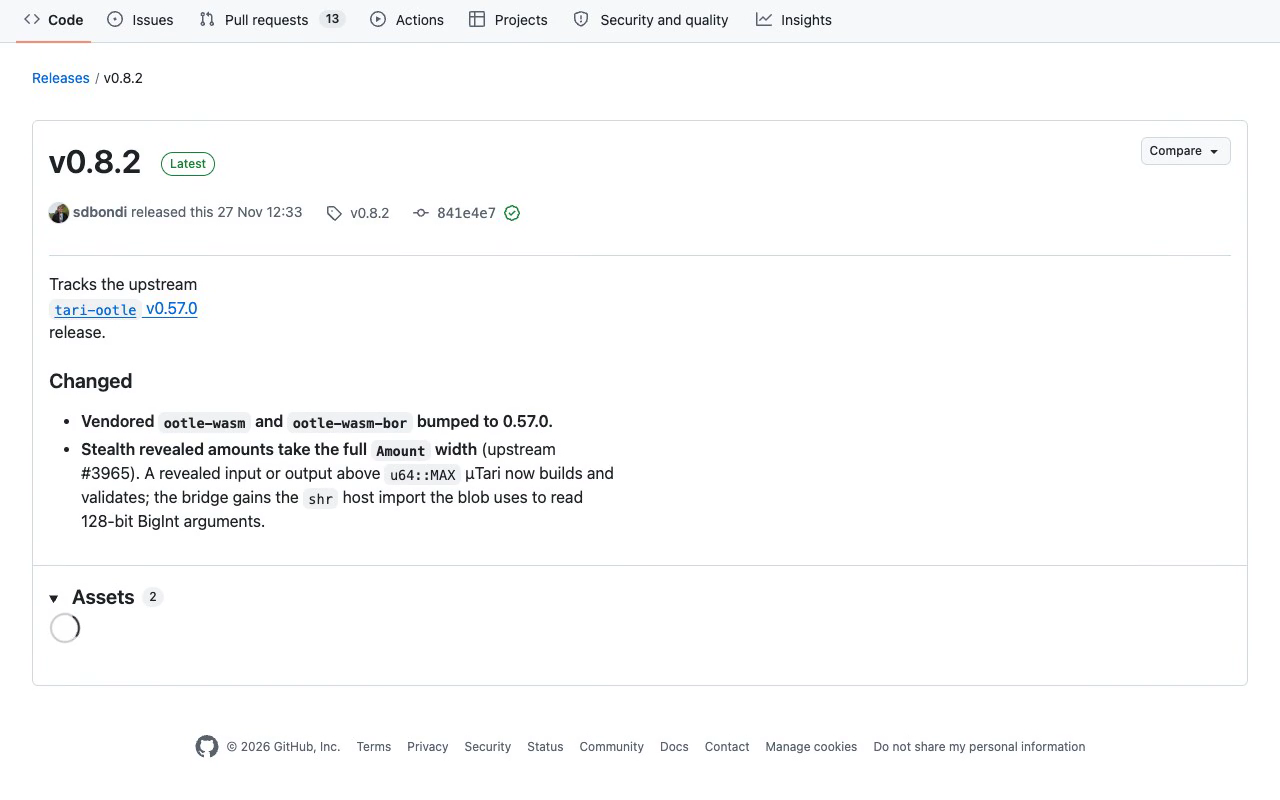 Code Issues Pull requests 13 Actions Projects Security and quality Insights
Releases / v0.8.2
v0.8.2 Latest Compare
sdbondi released this 27 Nov 12:33 v0.8.2 841e4e7
Tracks the upstream
tari-ootle v0.57.0
release.
Changed
• Vendored ootle-wasm and ootle-wasm-bor bumped to 0.57.0.
• Stealth revealed amounts take the full Amount width (upstream
#3965). A revealed input or output above u64::MAX µTari now builds and
validates; the bridge gains the shr host import the blob uses to read
128-bit BigInt arguments.
Assets 2
© 2026 GitHub, Inc. Terms Privacy Security Status Community Docs Contact Manage cookies Do not share my personal information